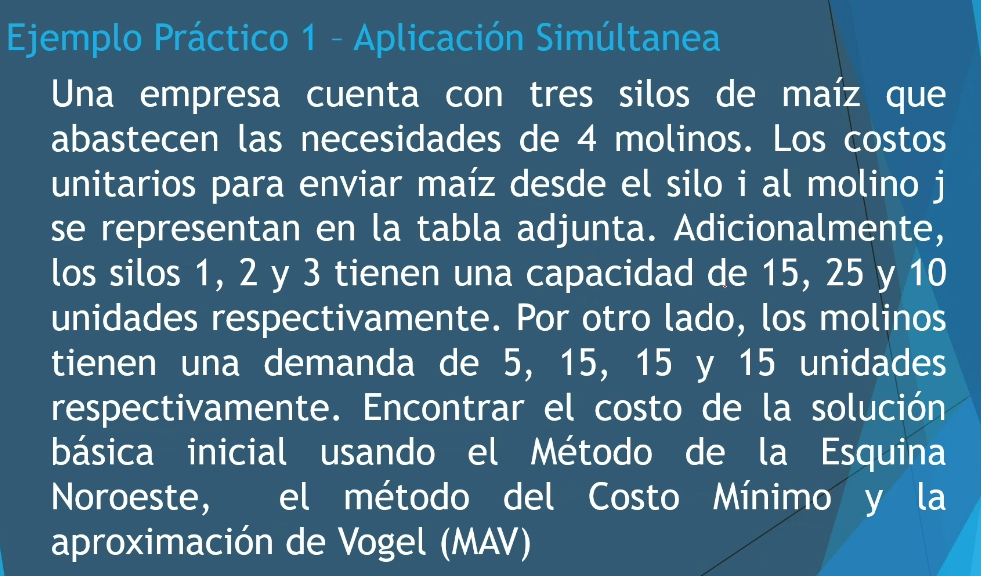 Ejemplo Práctico 1 – Aplicación Simúltanea
Una empresa cuenta con tres silos de maíz que
abastecen las necesidades de 4 molinos. Los costos
unitarios para enviar maíz desde el silo i al molino j
se representan en la tabla adjunta. Adicionalmente,
los silos 1, 2 y 3 tienen una capacidad de 15, 25 y 10
unidades respectivamente. Por otro lado, los molinos
tienen una demanda de 5, 15, 15 y 15 unidades
respectivamente. Encontrar el costo de la solución
básica inicial usando el Método de la Esquina
Noroeste, el método del Costo Mínimo y la
aproximación de Vogel (MAV)